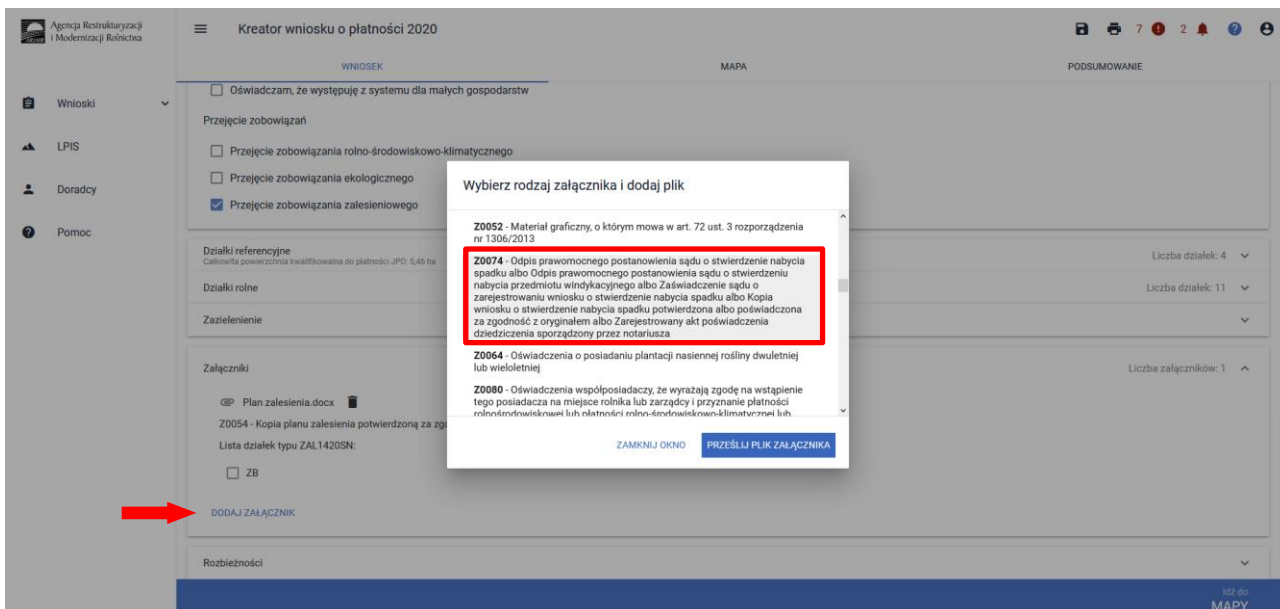 Agencja Restrukturyzacji
i Modernizacji Rolnictwa
Kreator wniosku o płatności 2020
7
2
WNIOSEK
MAPA
PODSUMOWANIE
Wnioski
LPIS
Doradcy
Pomoc
Oświadczam, że występuję z systemu dla małych gospodarstw
Przejęcie zobowiązań
Przejęcie zobowiązania rolno-środowiskowo-klimatycznego
Przejęcie zobowiązania ekologicznego
Przejęcie zobowiązania zalesieniowego
Działki referencyjne
Całkowita powierzchnia kwalifikowana do płatności JPO: 5,46 ha
Liczba działek: 4
Działki rolne
Liczba działek: 11
Zazielenienie
Załączniki
Liczba załączników: 1
Plan zalesienia.docx
Z0054 - Kopia planu zalesienia potwierdzoną za zgo
Lista działek typu ZAL1420SN:
ZB
DODAJ ZAŁĄCZNIK
Rozbieżności
Idź do
MAPY
Wybierz rodzaj załącznika i dodaj plik
Z0052 - Materiał graficzny, o którym mowa w art. 72 ust. 3 rozporządzenia
nr 1306/2013
Z0074 - Odpis prawomocnego postanowienia sądu o stwierdzenie nabycia
spadku albo Odpis prawomocnego postanowienia sądu o stwierdzeniu
nabycia przedmiotu windykacyjnego albo Zaświadczenie sądu o
zarejestrowaniu wniosku o stwierdzenie nabycia spadku albo Kopia
wniosku o stwierdzenie nabycia spadku potwierdzona albo poświadczona
za zgodność z oryginałem albo Zarejestrowany akt poświadczenia
dziedziczenia sporządzony przez notariusza
Z0064 - Oświadczenia o posiadaniu plantacji nasiennej rośliny dwuletniej
lub wieloletniej
Z0080 - Oświadczenia współposiadaczy, że wyrażają zgodę na wstąpienie
tego posiadacza na miejsce rolnika lub zarządcy i przyznanie płatności
rolnośrodowiskowej lub płatności rolno-środowiskowo-klimatycznej lub
ZAMKNIJ OKNO
PRZEŚLIJ PLIK ZAŁĄCZNIKA